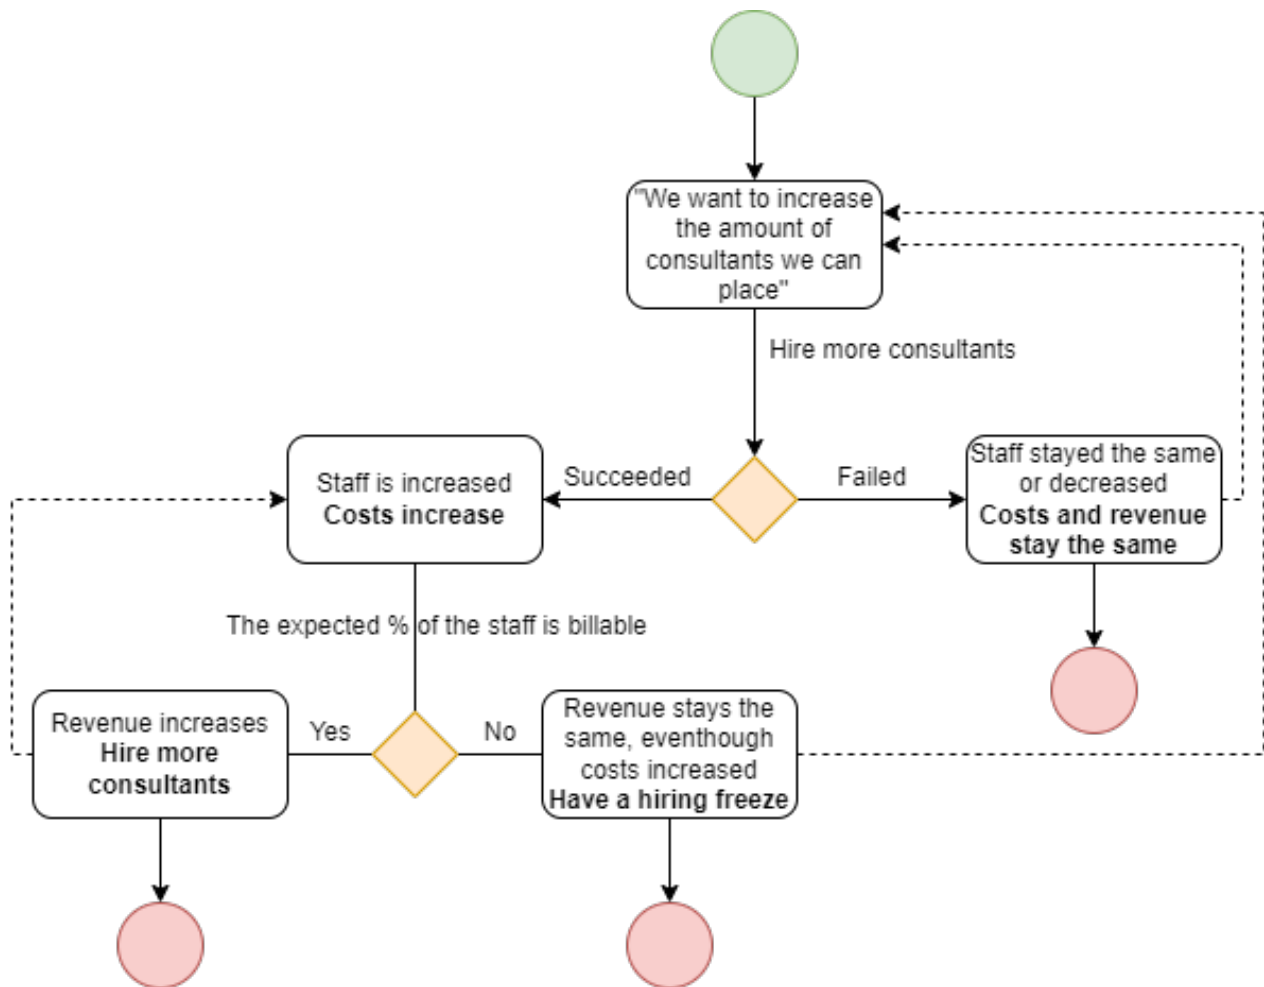 "We want to increase
the amount of
consultants we can
place"
Hire more consultants
Staff is increased
Costs increase
Succeeded
Failed
Staff stayed the same
or decreased
Costs and revenue
stay the same
The expected % of the staff is billable
Revenue increases
Hire more
consultants
Yes
No
Revenue stays the
same, eventhough
costs increased
Have a hiring freeze